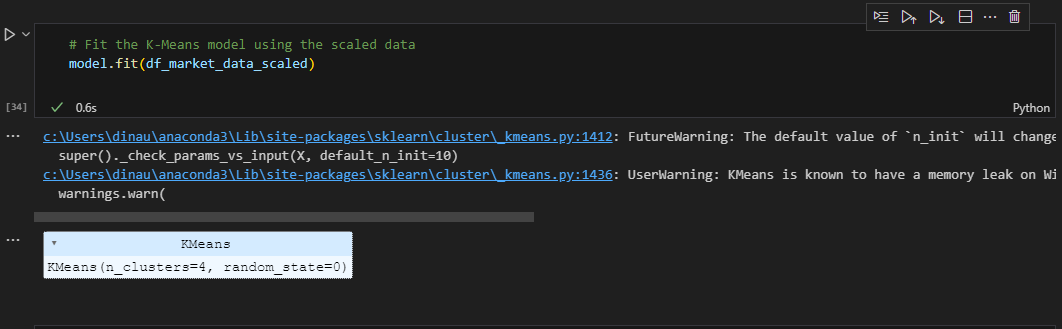 # Fit the K-Means model using the scaled data
model.fit(df_market_data_scaled)
[34]
0.6s
Python
c:\Users\dinau\anaconda3\Lib\site-packages\sklearn\cluster\_kmeans.py:1412: FutureWarning: The default value of `n_init` will change
super()._check_params_vs_input(X, default_n_init=10)
c:\Users\dinau\anaconda3\Lib\site-packages\sklearn\cluster\_kmeans.py:1436: UserWarning: KMeans is known to have a memory leak on Wi
warnings.warn(
KMeans
KMeans(n_clusters=4, random_state=0)